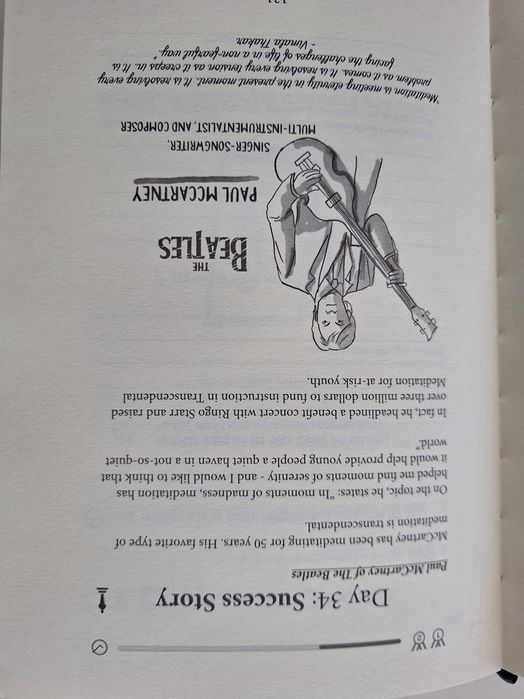 Day 34: Success Story
Paul McCartney of The Beatles
McCartney has been meditating for 50 years. His favorite type of
meditation is transcendental.
On the topic, he states: "In moments of madness, meditation has
helped me find moments of serenity - and I would like to think that
it would help provide young people a quiet haven in a not-so-quiet
world."
In fact, he headlined a benefit concert with Ringo Starr and raised
over three million dollars to fund instruction in Transcendental
Meditation for at-risk youth.
THE
BEATLES
PAUL MCCARTNEY
SINGER-SONGWRITER,
MULTI-INSTRUMENTALIST, AND COMPOSER
"Meditation is meeting eternity in the present moment. It is resolving every
problem as it comes. It is resolving every tension as it creeps in. It is
facing the challenges of life in a non-fearful way."
- Vimala Thakar